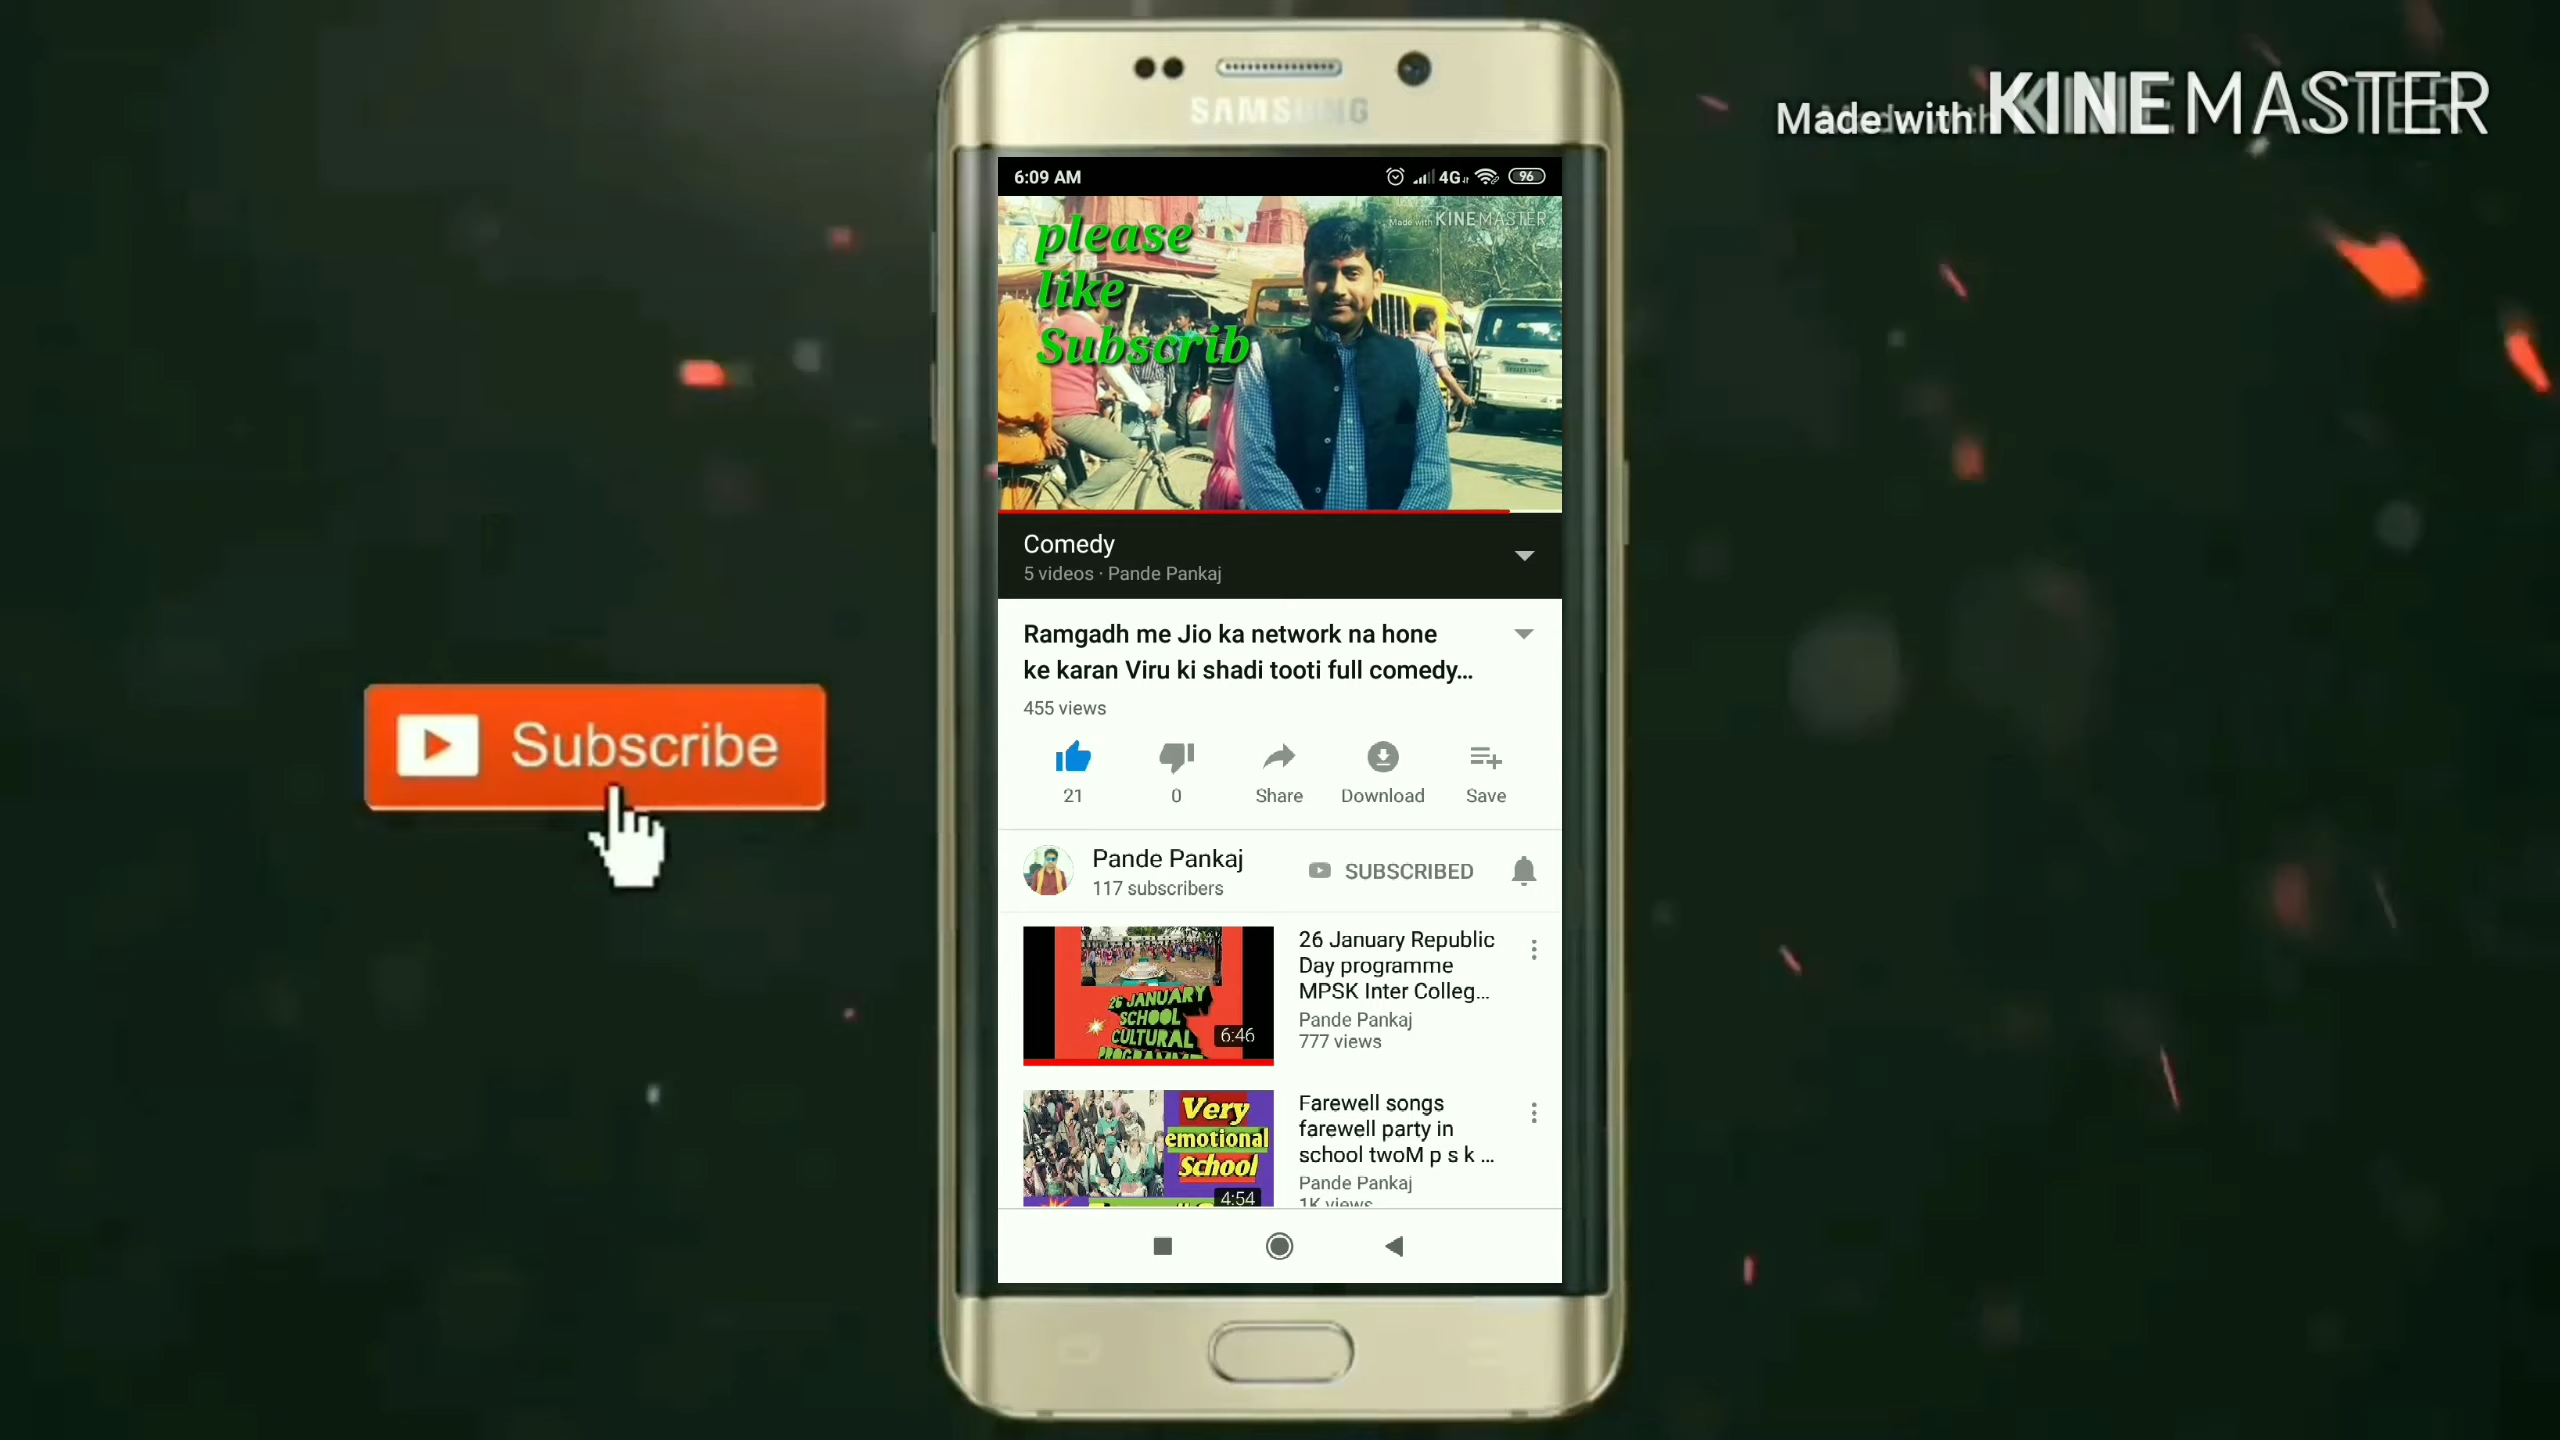 Made with KINEMASTER
SAMSUNG
6:09 AM
4G
96
Made with KINEMASTER
please
like
Subscrib
Comedy
5 videos · Pande Pankaj
Ramgadh me Jio ka network na hone
ke karan Viru ki shadi tooti full comedy...
455 views
21
0
Share
Download
Save
Subscribe
Pande Pankaj
117 subscribers
SUBSCRIBED
26 JANUARY
SCHOOL
CULTURAL
PROGRAMME
6:46
26 January Republic
Day programme
MPSK Inter Colleg...
Pande Pankaj
777 views
Very
emotional
School
4:54
Farewell songs
farewell party in
school twoM p s k ...
Pande Pankaj
1K views